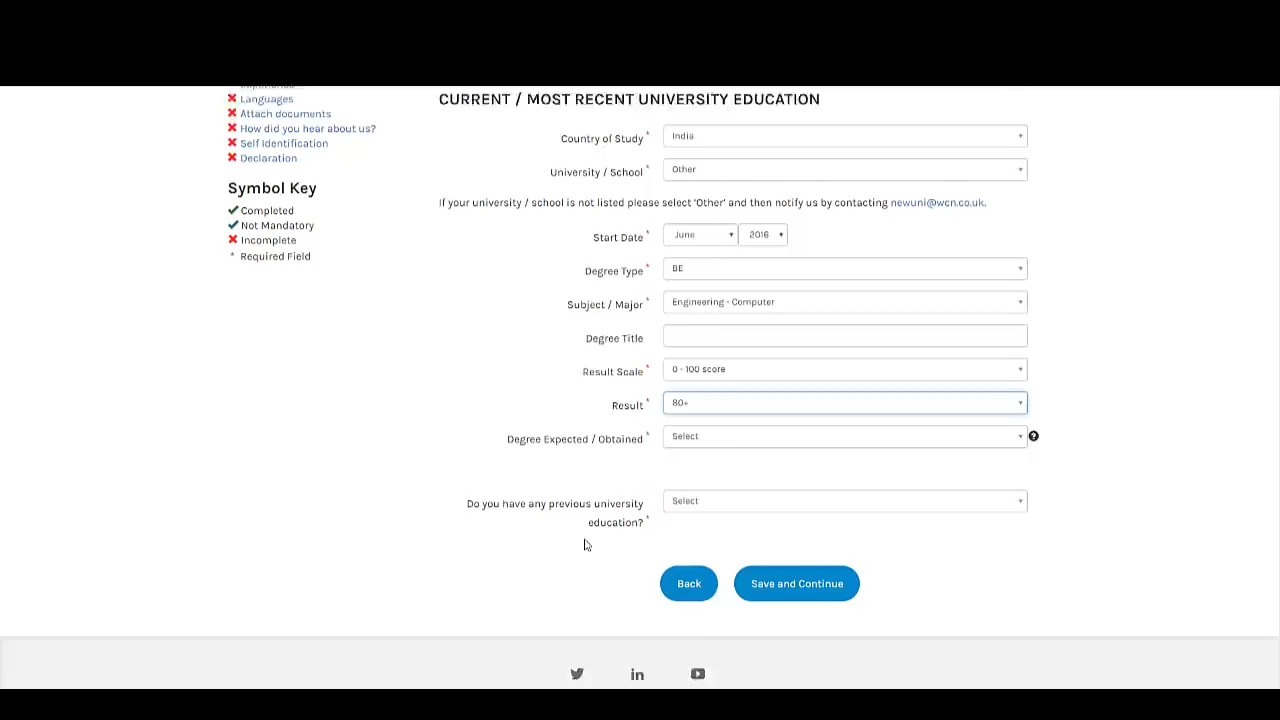 Languages
Attach documents
How did you hear about us?
Self Identification
Declaration
Symbol Key
Completed
Not Mandatory
Incomplete
* Required Field
CURRENT / MOST RECENT UNIVERSITY EDUCATION
Country of Study * India
University / School * Other
If your university / school is not listed please select 'Other' and then notify us by contacting newuni@wcn.co.uk.
Start Date * June 2016
Degree Type * BE
Subject / Major * Engineering - Computer
Degree Title
Result Scale * 0 - 100 score
Result * 80+
Degree Expected / Obtained * Select ?
Do you have any previous university Select
education? *
Back Save and Continue
in